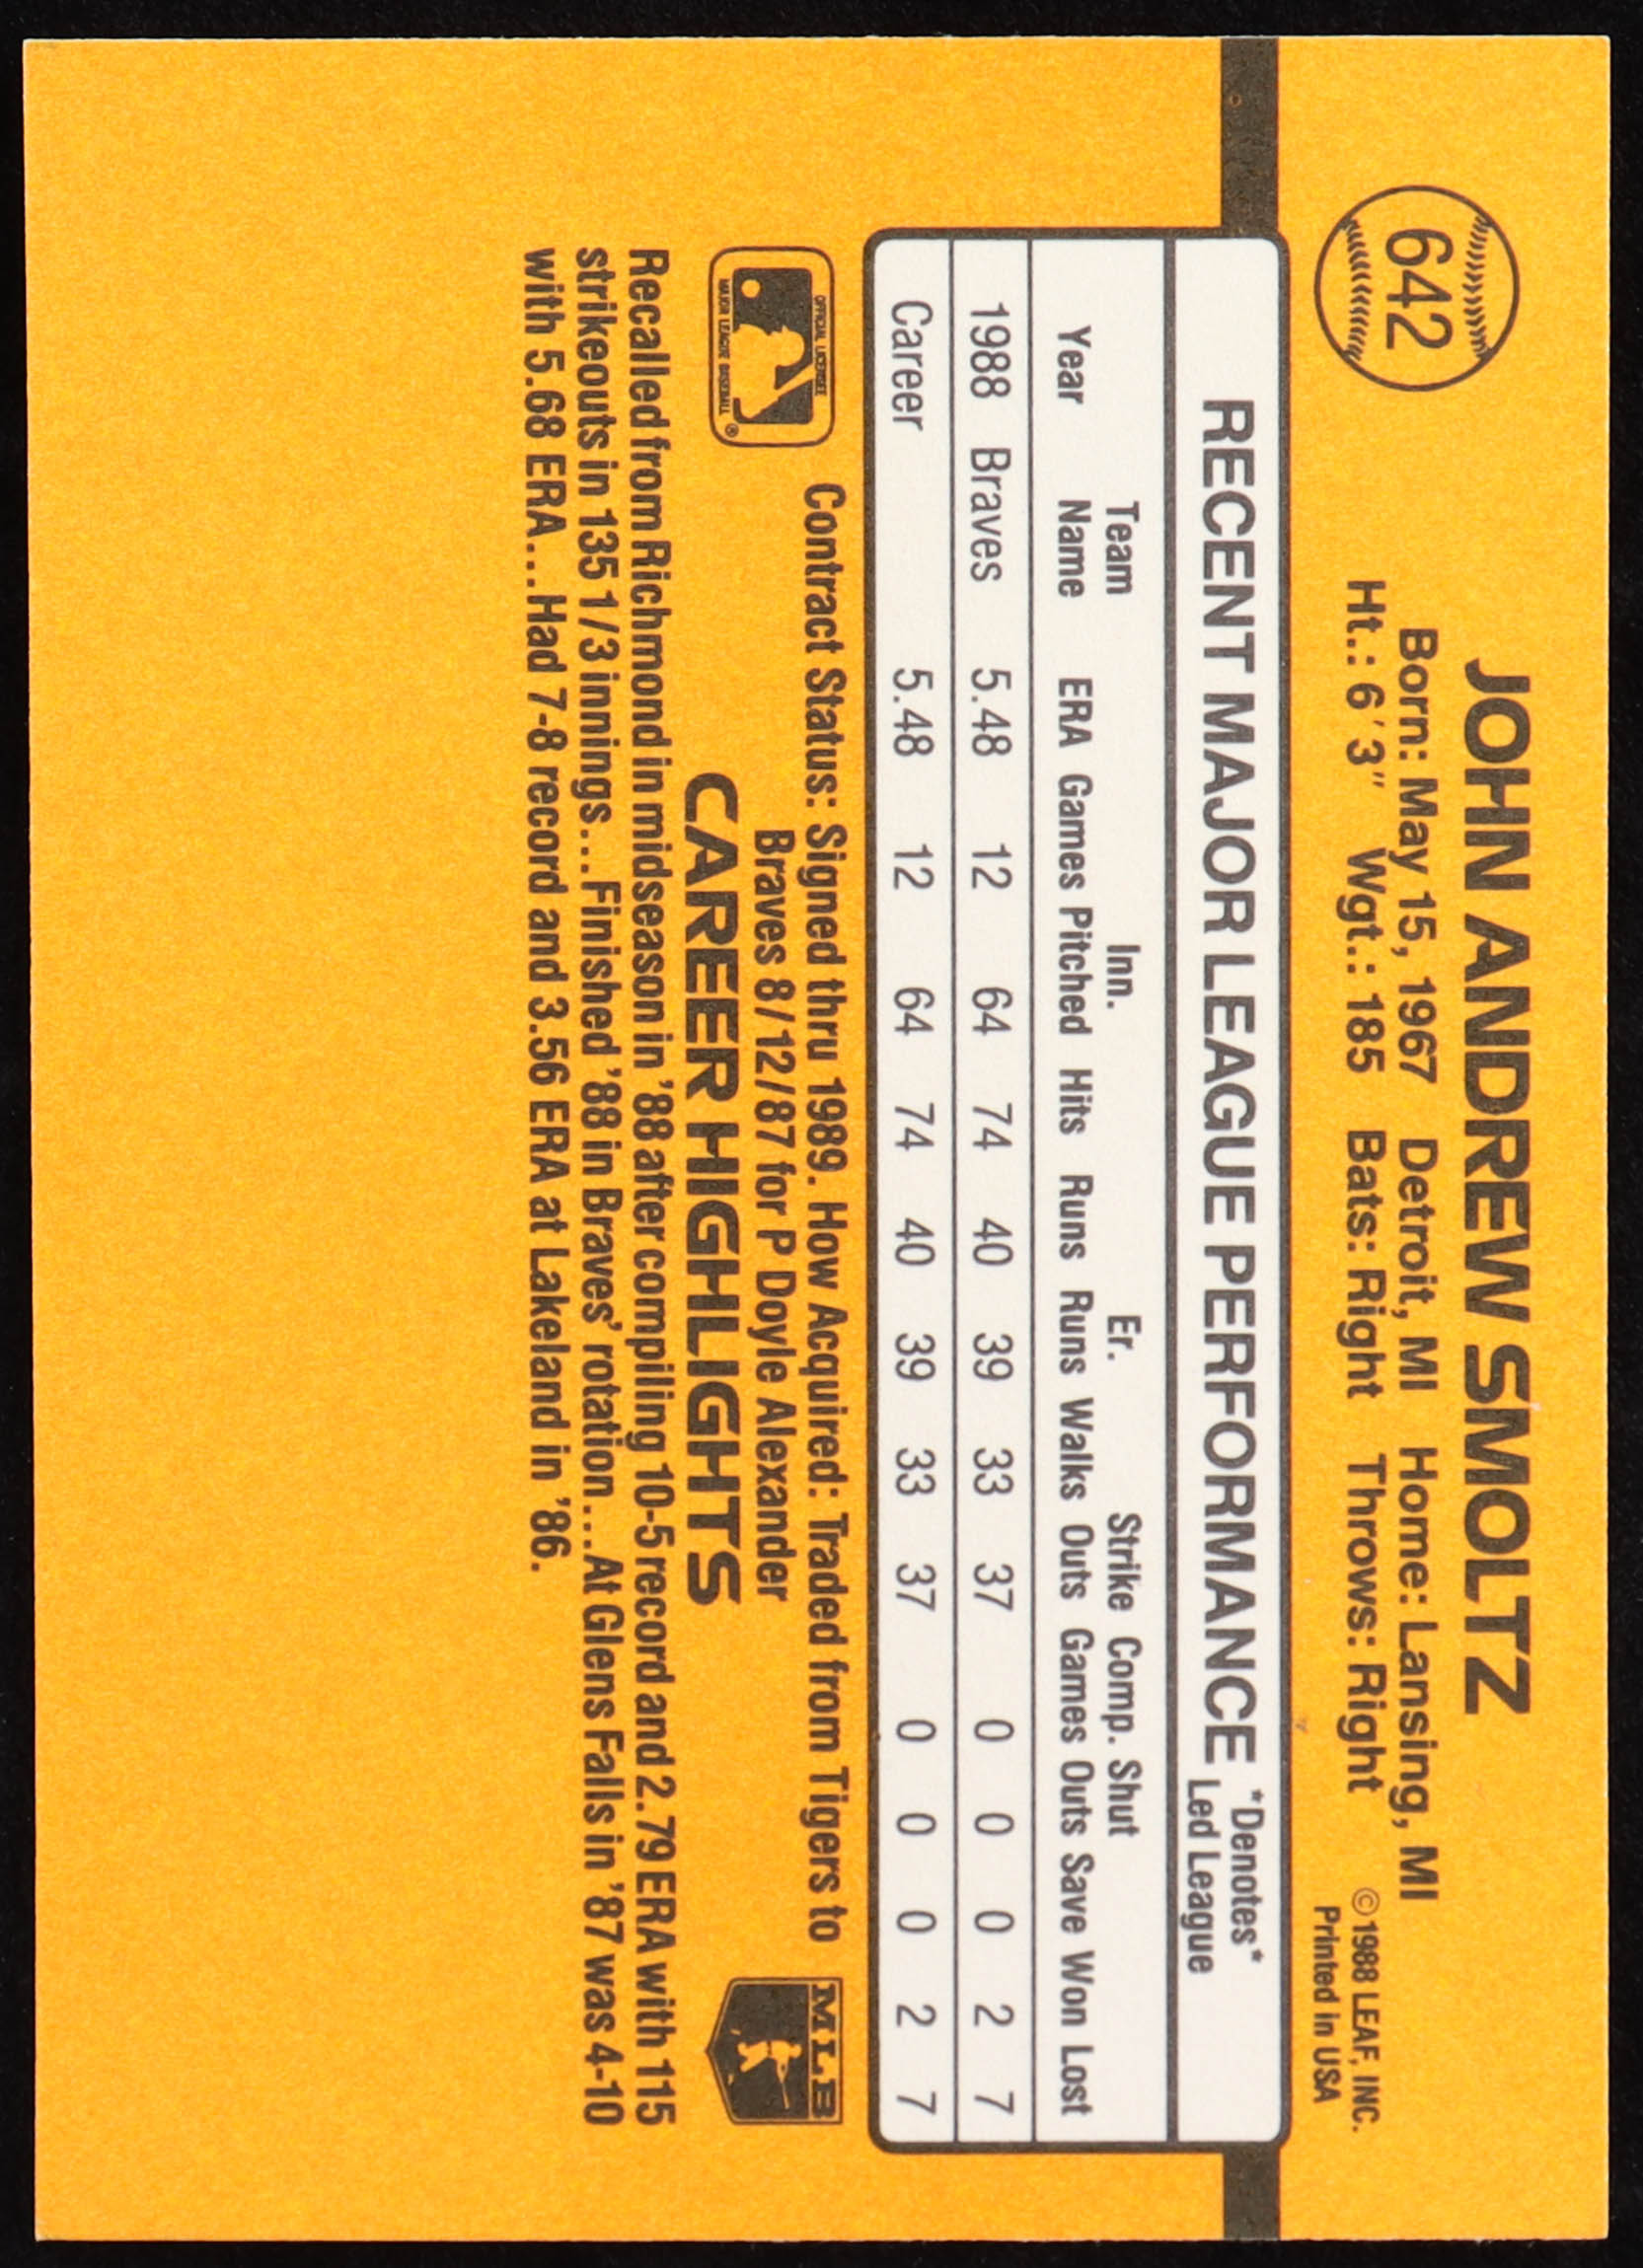 642
JOHN ANDREW SMOLTZ
Born: May 15, 1967 Detroit, MI Home: Lansing, MI
Ht.: 6'3" Wgt.: 185 Bats: Right Throws: Right
©1988 LEAF, INC.
Printed in USA
RECENT MAJOR LEAGUE PERFORMANCE *Denotes*
Led League
Team Inn. Er. Strike Comp. Shut
Year Name ERA Games Pitched Hits Runs Runs Walks Outs Games Outs Save Won Lost
1988 Braves 5.48 12 64 74 40 39 33 37 0 0 0 2 7
Career 5.48 12 64 74 40 39 33 37 0 0 0 2 7
OFFICIAL LICENSEE
MAJOR LEAGUE BASEBALL ®
Contract Status: Signed thru 1989. How Acquired: Traded from Tigers to
Braves 8/12/87 for P Doyle Alexander
MLB
CAREER HIGHLIGHTS
Recalled from Richmond in midseason in '88 after compiling 10-5 record and 2.79 ERA with 115
strikeouts in 135 1/3 innings...Finished '88 in Braves' rotation...At Glens Falls in '87 was 4-10
with 5.68 ERA...Had 7-8 record and 3.56 ERA at Lakeland in '86.